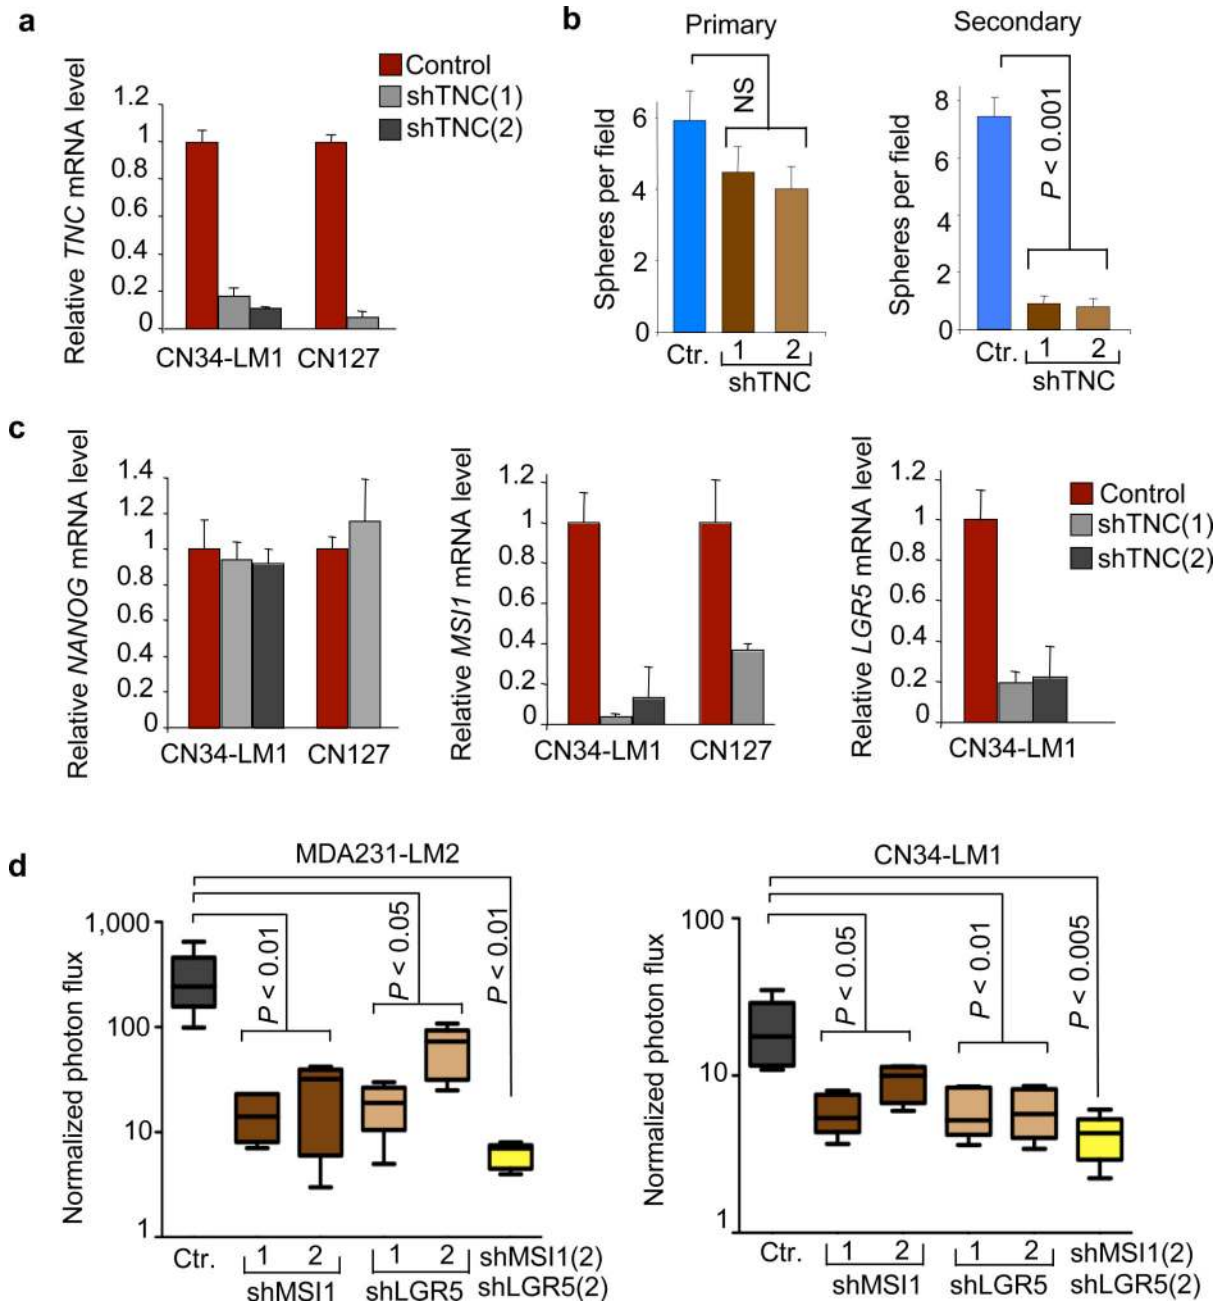 a
Control
shTNC(1)
shTNC(2)
Relative TNC mRNA level
1.2
1
0.8
0.6
0.4
0.2
0
CN34-LM1
CN127
b
Primary
Spheres per field
6
4
2
0
NS
Ctr.
1
2
shTNC
Secondary
Spheres per field
8
6
4
2
0
P < 0.001
Ctr.
1
2
shTNC
c
Relative NANOG mRNA level
1.4
1.2
1
0.8
0.6
0.4
0.2
0
CN34-LM1
CN127
Relative MSI1 mRNA level
1.2
1
0.8
0.6
0.4
0.2
0
CN34-LM1
CN127
Relative LGR5 mRNA level
1.2
1
0.8
0.6
0.4
0.2
0
CN34-LM1
Control
shTNC(1)
shTNC(2)
d
MDA231-LM2
Normalized photon flux
1,000
100
10
1
P < 0.01
P < 0.05
P < 0.01
Ctr.
1
2
shMSI1
1
2
shLGR5
shMSI1(2)
shLGR5(2)
CN34-LM1
Normalized photon flux
100
10
1
P < 0.05
P < 0.01
P < 0.005
Ctr.
1
2
shMSI1
1
2
shLGR5
shMSI1(2)
shLGR5(2)